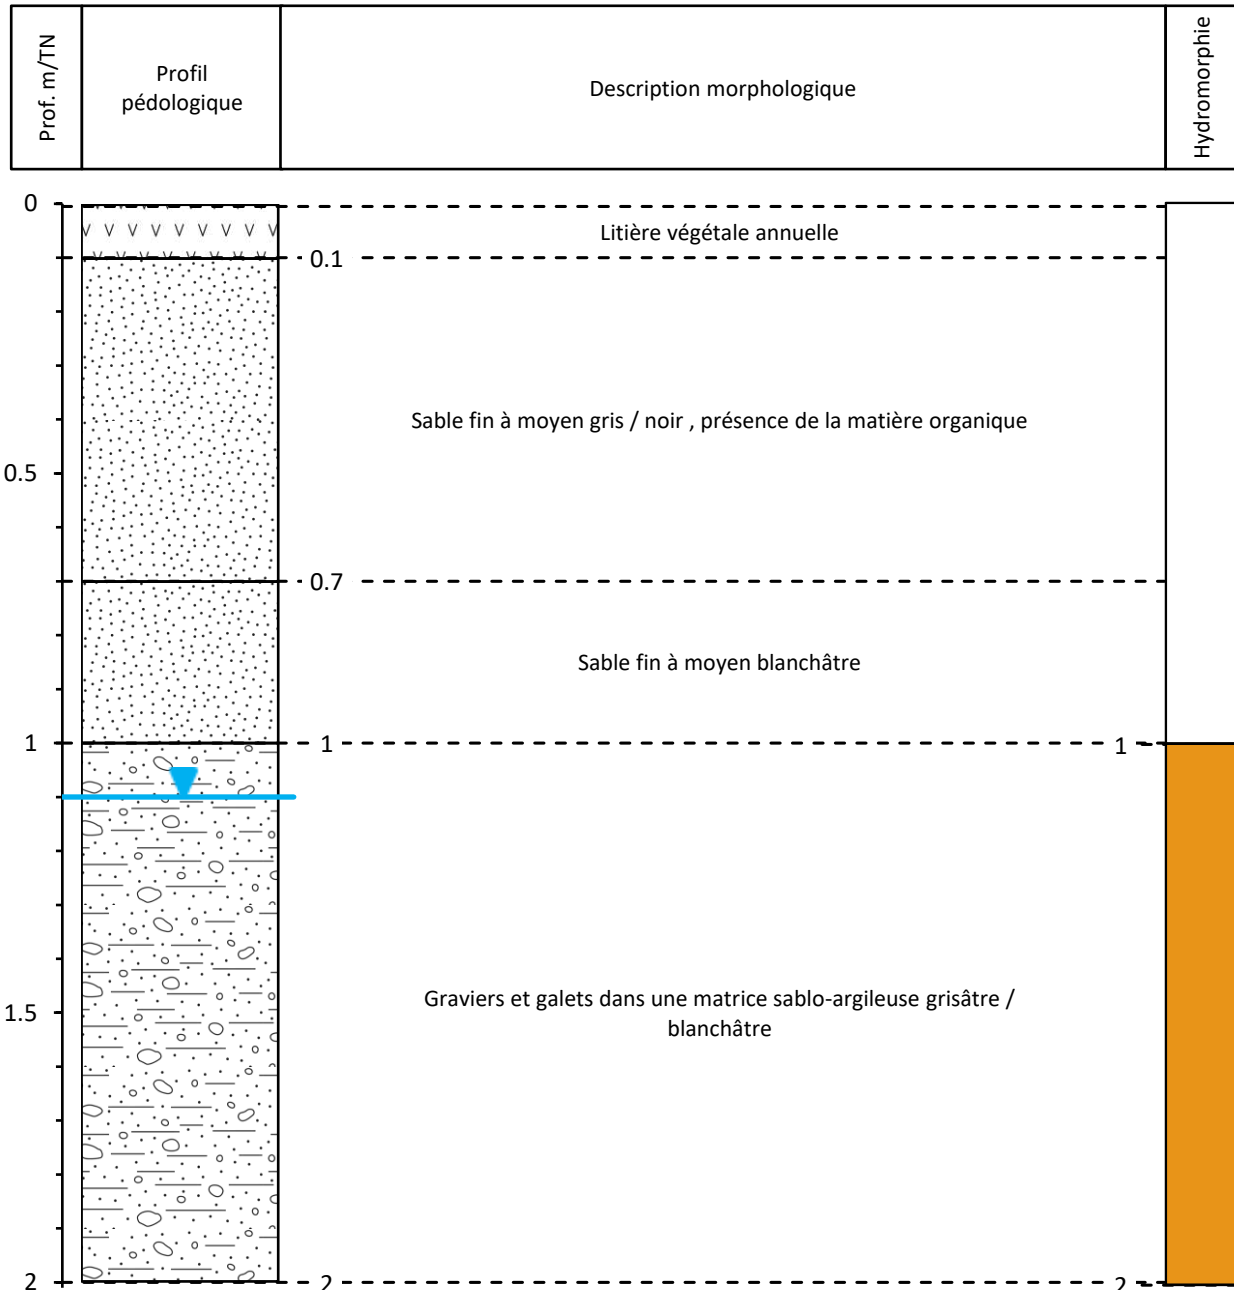 Prof. m/TN
Profil
pédologique
Description morphologique
Hydromorphie
0
Litière végétale annuelle
0.1
Sable fin à moyen gris / noir , présence de la matière organique
0.5
0.7
Sable fin à moyen blanchâtre
1
1
1
Graviers et galets dans une matrice sablo-argileuse grisâtre /
blanchâtre
1.5
2
2
2